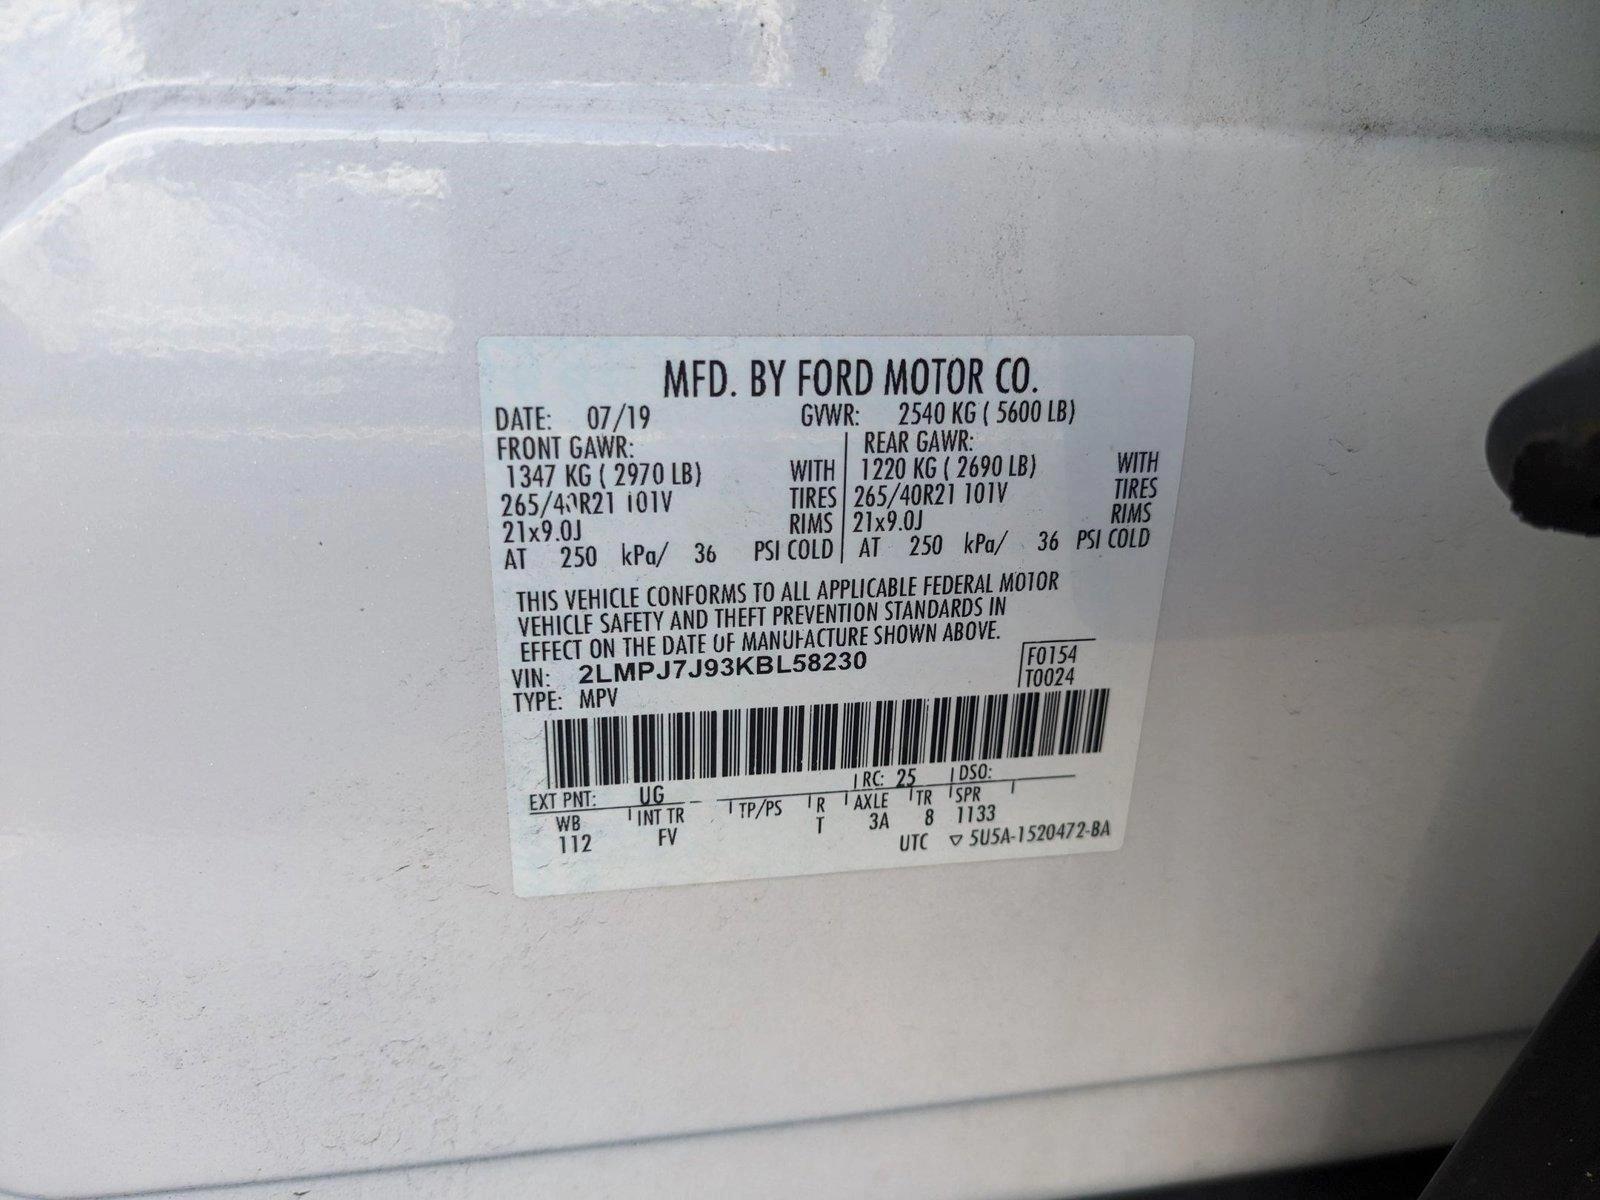 MFD. BY FORD MOTOR CO.
DATE: 07/19 GVWR: 2540 KG ( 5600 LB)
FRONT GAWR: REAR GAWR:
1347 KG ( 2970 LB) WITH 1220 KG ( 2690 LB) WITH
265/40R21 101V TIRES 265/40R21 101V TIRES
21x9.0J RIMS 21x9.0J RIMS
AT 250 kPa/ 36 PSI COLD AT 250 kPa/ 36 PSI COLD
THIS VEHICLE CONFORMS TO ALL APPLICABLE FEDERAL MOTOR
VEHICLE SAFETY AND THEFT PREVENTION STANDARDS IN
EFFECT ON THE DATE OF MANUFACTURE SHOWN ABOVE.
VIN: 2LMPJ7J93KBL58230 F0154
TYPE: MPV T0024
EXT PNT: UG RC: 25 DSO:
WB INT TR TP/PS R AXLE TR SPR
112 FV T 3A 8 1133
UTC ▽ 5U5A-1520472-BA